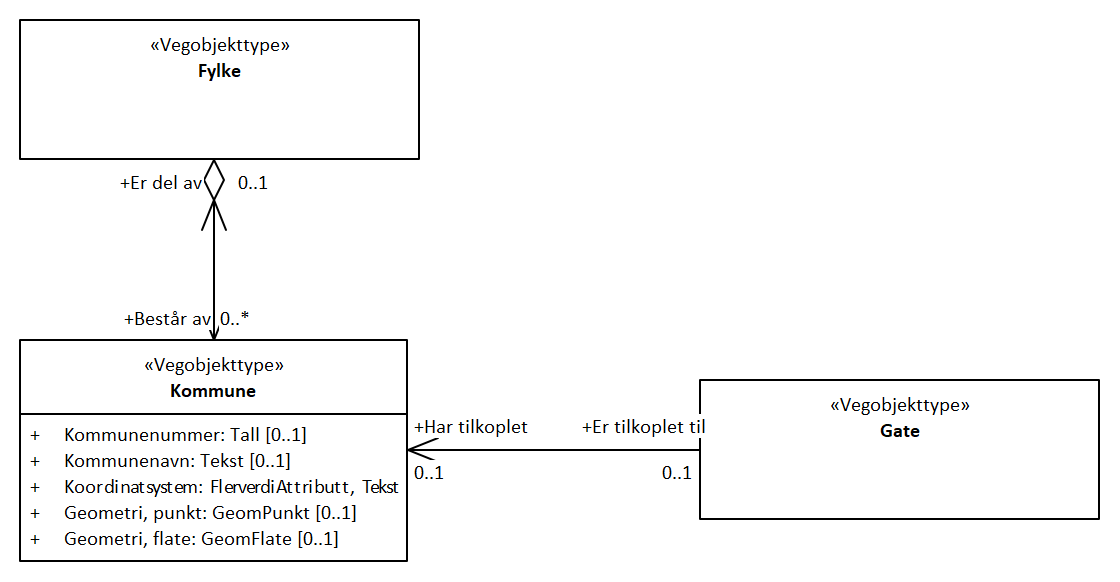 «Vegobjekttype»
Fylke
+Er del av 0..1
+Består av 0..*
«Vegobjekttype»
Kommune
+ Kommunenummer: Tall [0..1]
+ Kommunenavn: Tekst [0..1]
+ Koordinatsystem: FlerverdiAttributt, Tekst
+ Geometri, punkt: GeomPunkt [0..1]
+ Geometri, flate: GeomFlate [0..1]
+Har tilkoplet +Er tilkoplet til
0..1 0..1
«Vegobjekttype»
Gate